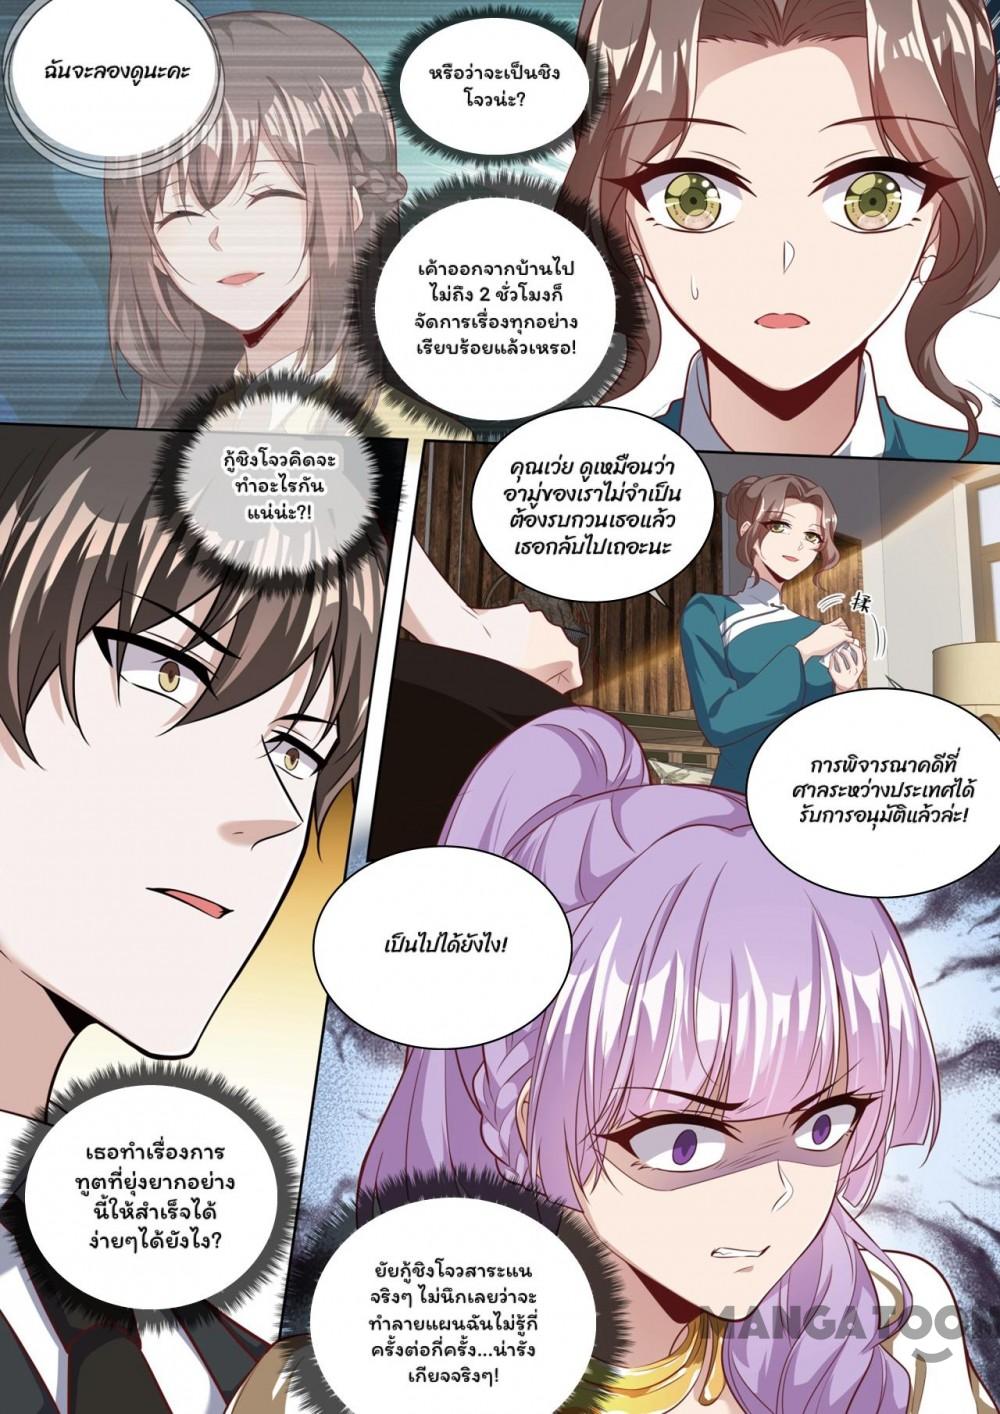 ฉันจะลองดูนะคะ
หรือว่าจะเป็นชิง
โจวน่ะ?
เค้าออกจากบ้านไป
ไม่ถึง 2 ชั่วโมงก็
จัดการเรื่องทุกอย่าง
เรียบร้อยแล้วเหรอ!
กู้ชิงโจวคิดจะ
ทำอะไรกัน
แน่น่ะ?!
คุณเว่ย ดูเหมือนว่า
อามู่ของเราไม่จำเป็น
ต้องรบกวนเธอแล้ว
เธอกลับไปเถอะนะ
揉
การพิจารณาคดีที่
ศาลระหว่างประเทศได้
รับการอนุมัติแล้วล่ะ!
เป็นไปได้ยังไง!
เธอทำเรื่องการ
ทูตที่ยุ่งยากอย่าง
นี้ให้สำเร็จได้
ง่ายๆได้ยังไง?
ยัยกู้ชิงโจวสาระแน
จริงๆ ไม่นึกเลยว่าจะ
ทำลายแผนฉันไม่รู้กี่
ครั้งต่อกี่ครั้ง...น่ารัง
เกียจจริงๆ!
MANGATOON